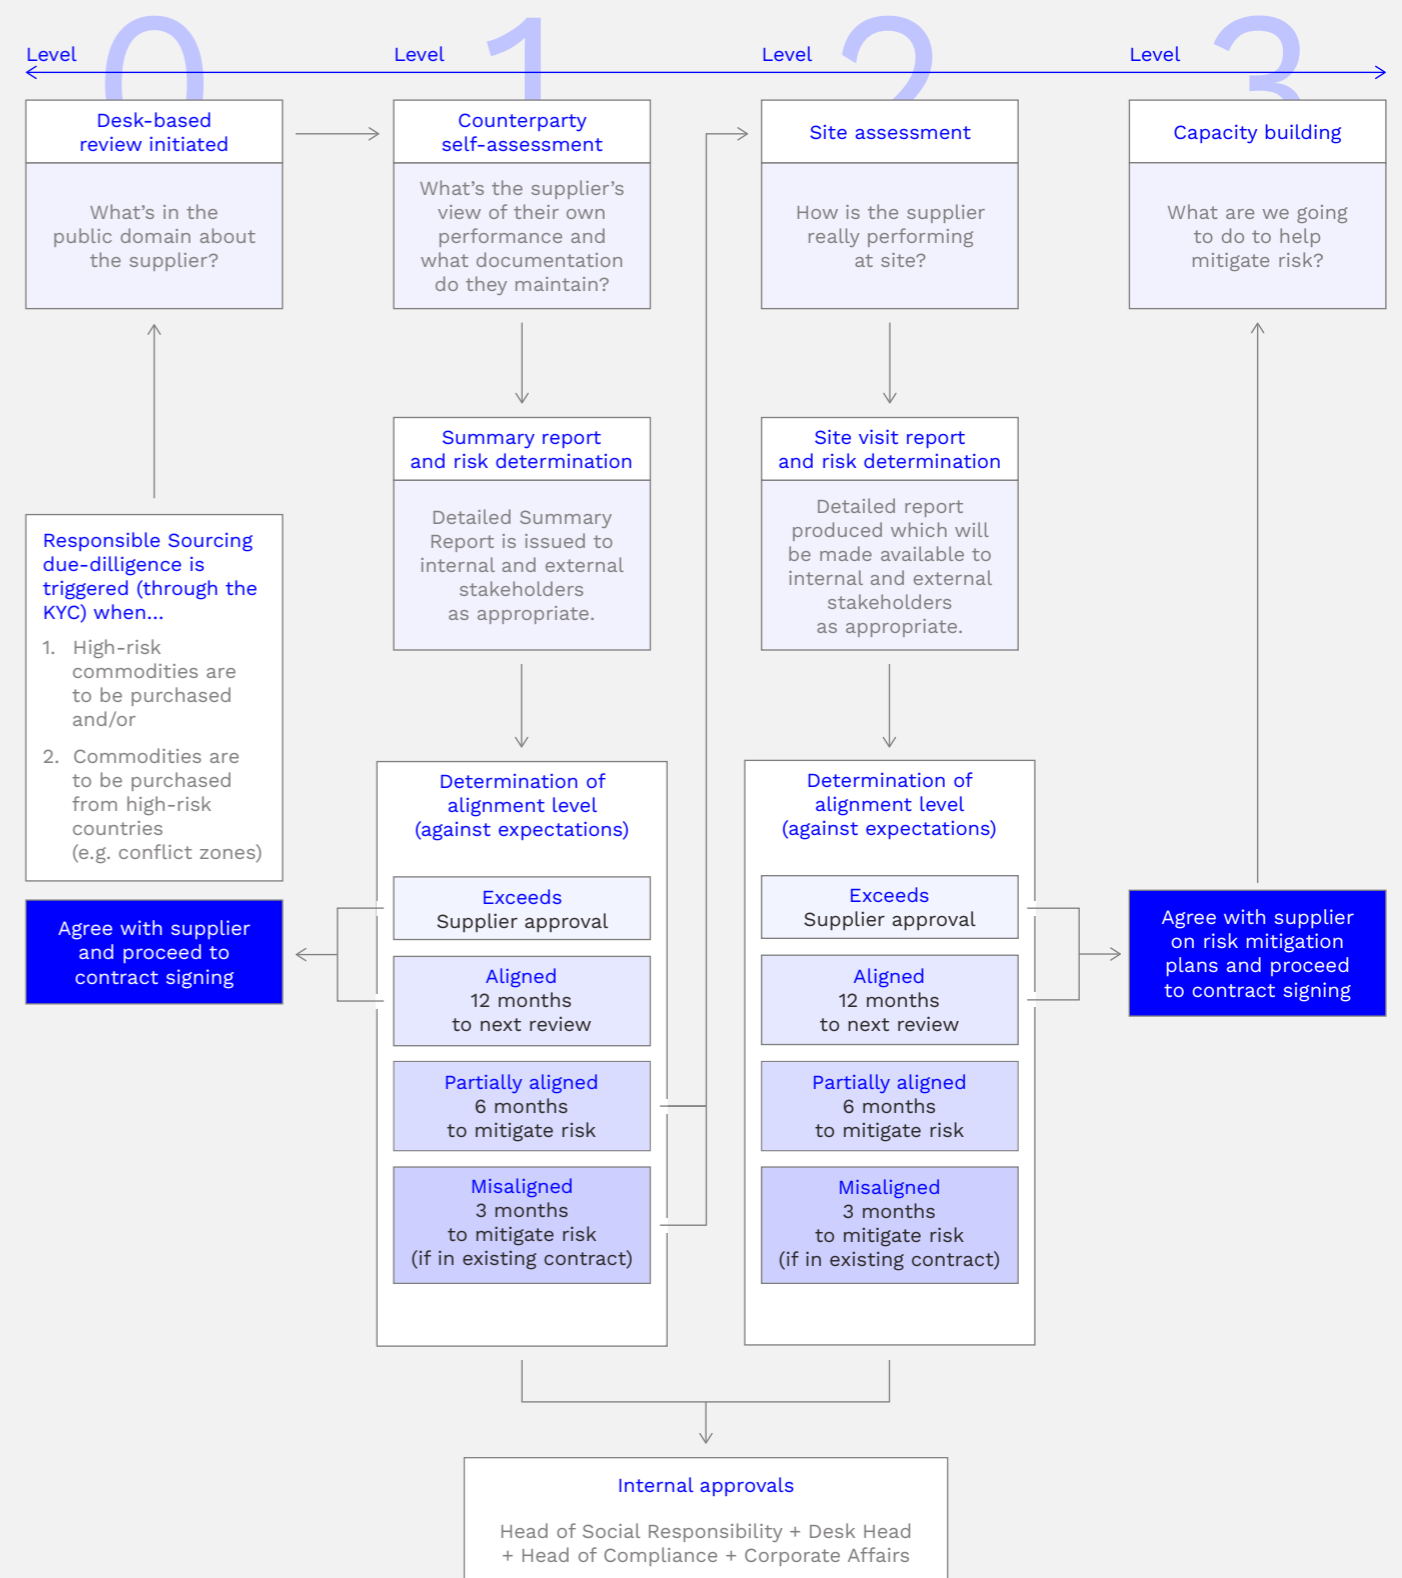 Level 0
Level 1
Level 2
Level 3
Desk-based
review initiated
What’s in the
public domain about
the supplier?
Responsible Sourcing
due-dilligence is
triggered (through the
KYC) when...
1. High-risk
commodities are
to be purchased
and/or
2. Commodities are
to be purchased
from high-risk
countries
(e.g. conflict zones)
Agree with supplier
and proceed to
contract signing
Counterparty
self-assessment
What’s the supplier’s
view of their own
performance and
what documentation
do they maintain?
Summary report
and risk determination
Detailed Summary
Report is issued to
internal and external
stakeholders
as appropriate.
Determination of
alignment level
(against expectations)
Exceeds
Supplier approval
Aligned
12 months
to next review
Partially aligned
6 months
to mitigate risk
Misaligned
3 months
to mitigate risk
(if in existing contract)
Site assessment
How is the supplier
really performing
at site?
Site visit report
and risk determination
Detailed report
produced which will
be made available to
internal and external
stakeholders
as appropriate.
Determination of
alignment level
(against expectations)
Exceeds
Supplier approval
Aligned
12 months
to next review
Partially aligned
6 months
to mitigate risk
Misaligned
3 months
to mitigate risk
(if in existing contract)
Capacity building
What are we going
to do to help
mitigate risk?
Agree with supplier
on risk mitigation
plans and proceed
to contract signing
Internal approvals
Head of Social Responsibility + Desk Head
+ Head of Compliance + Corporate Affairs